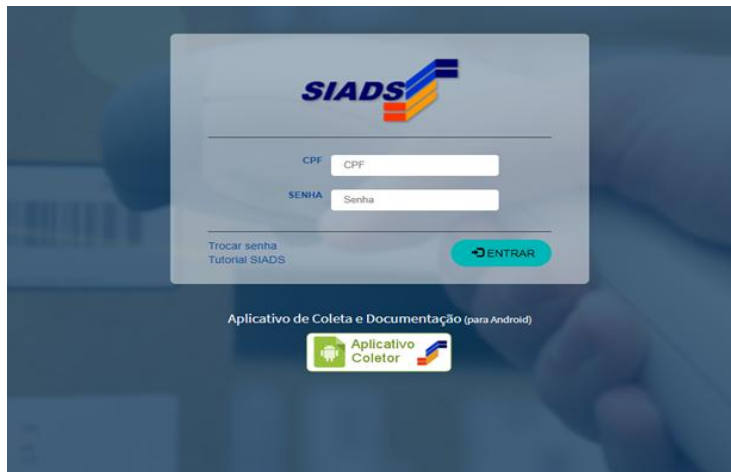 SIADS
CPF
CPF
SENHA
Senha
Trocar senha
Tutorial SIADS
ENTRAR
Aplicativo de Coleta e Documentação (para Android)
Aplicativo
Coletor